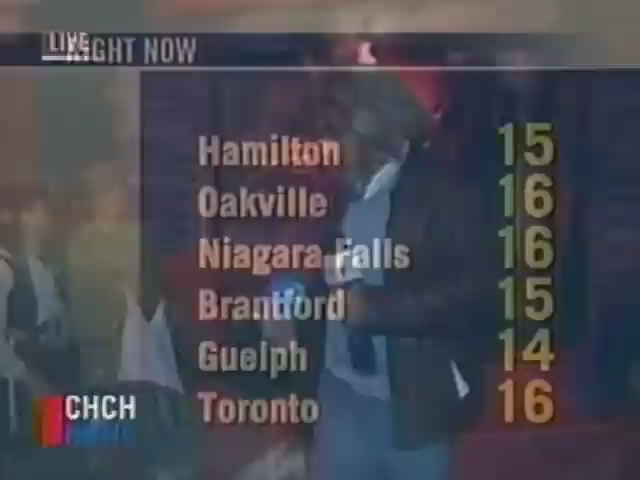 LIVE
RIGHT NOW
Hamilton 15
Oakville 16
Niagara Falls 16
Brantford 15
Guelph 14
Toronto 16
CHCH